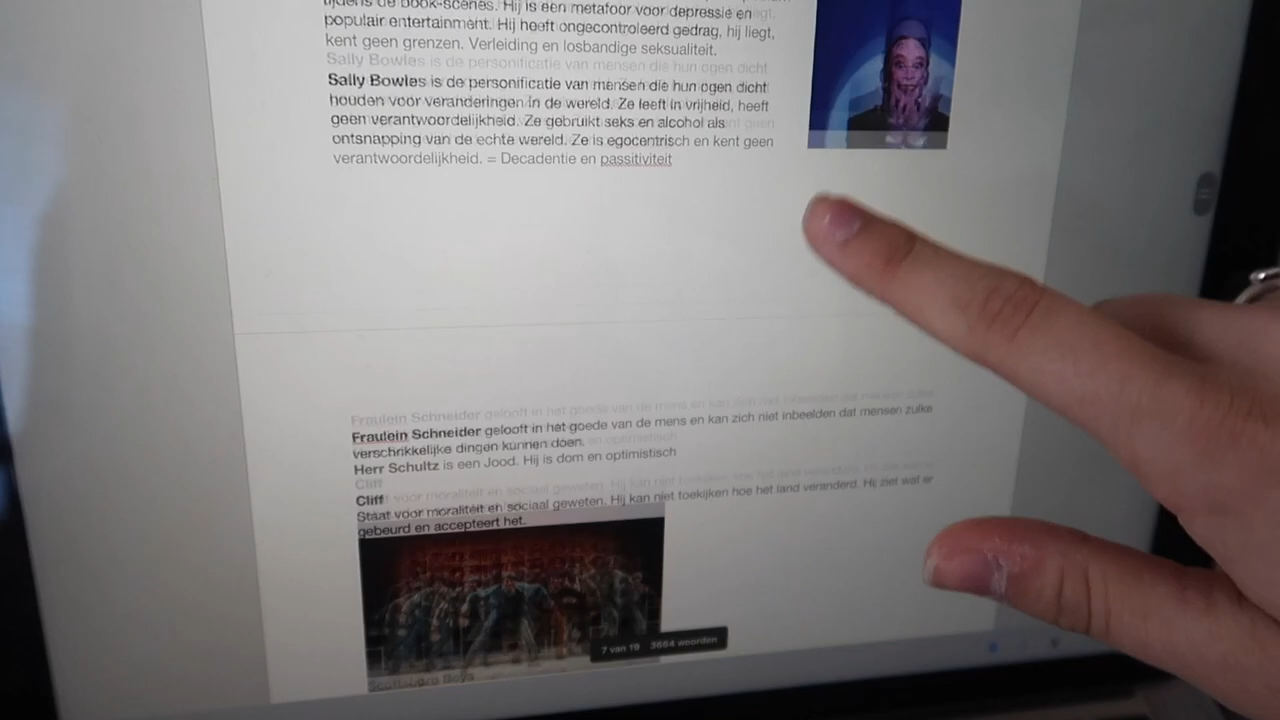 tijdens de book-scenes. Hij is een metafoor voor depressie en
populair entertainment. Hij heeft ongecontroleerd gedrag, hij liegt,
kent geen grenzen. Verleiding en losbandige seksualiteit.
Sally Bowles is de personificatie van mensen die hun ogen dicht
houden voor veranderingen in de wereld. Ze leeft in vrijheid, heeft
geen verantwoordelijkheid. Ze gebruikt seks en alcohol als
ontsnapping van de echte wereld. Ze is egocentrisch en kent geen
verantwoordelijkheid. = Decadentie en passitiviteit
Fraulein Schneider gelooft in het goede van de mens en kan zich niet inbeelden dat mensen zulke
verschrikkelijke dingen kunnen doen.
Herr Schultz is een Jood. Hij is dom en optimistisch
Cliff
Staat voor moraliteit en sociaal geweten. Hij kan niet toekijken hoe het land veranderd. Hij ziet wat er
gebeurd en accepteert het.
7 van 19 3664 woorden
Scottsboro Boys